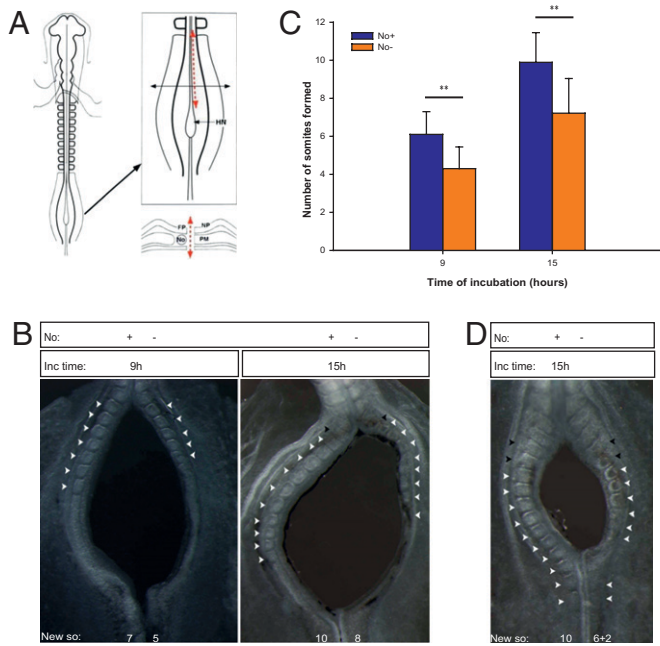 A
HN
FP
NP
No
PM
C
No+
No-
Number of somites formed
12
10
8
6
4
2
0
**
**
9
15
Time of incubation (hours)
B
No: + - + -
Inc time: 9h 15h
New so: 7 5 10 8
D
No: + -
Inc time: 15h
New so: 10 6+2